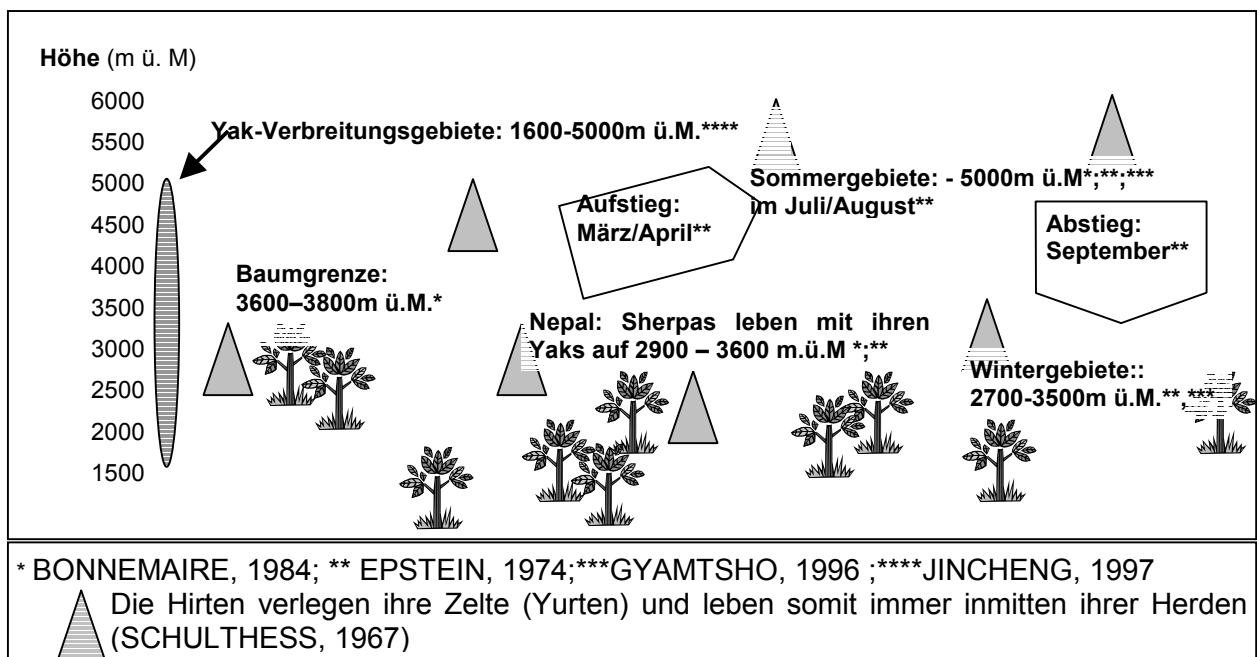 Höhe (m ü. M)
6000
5500
5000
4500
4000
3500
3000
2500
2000
1500
Yak-Verbreitungsgebiete: 1600-5000m ü.M.****
Sommergebiete: - 5000m ü.M*;**;***
im Juli/August**
Aufstieg:
März/April**
Abstieg:
September**
Baumgrenze:
3600–3800m ü.M.*
Nepal: Sherpas leben mit ihren
Yaks auf 2900 – 3600 m.ü.M *;**
Wintergebiete::
2700-3500m ü.M.**,***
* BONNEMAIRE, 1984; ** EPSTEIN, 1974;***GYAMTSHO, 1996 ;****JINCHENG, 1997
Die Hirten verlegen ihre Zelte (Yurten) und leben somit immer inmitten ihrer Herden
(SCHULTHESS, 1967)